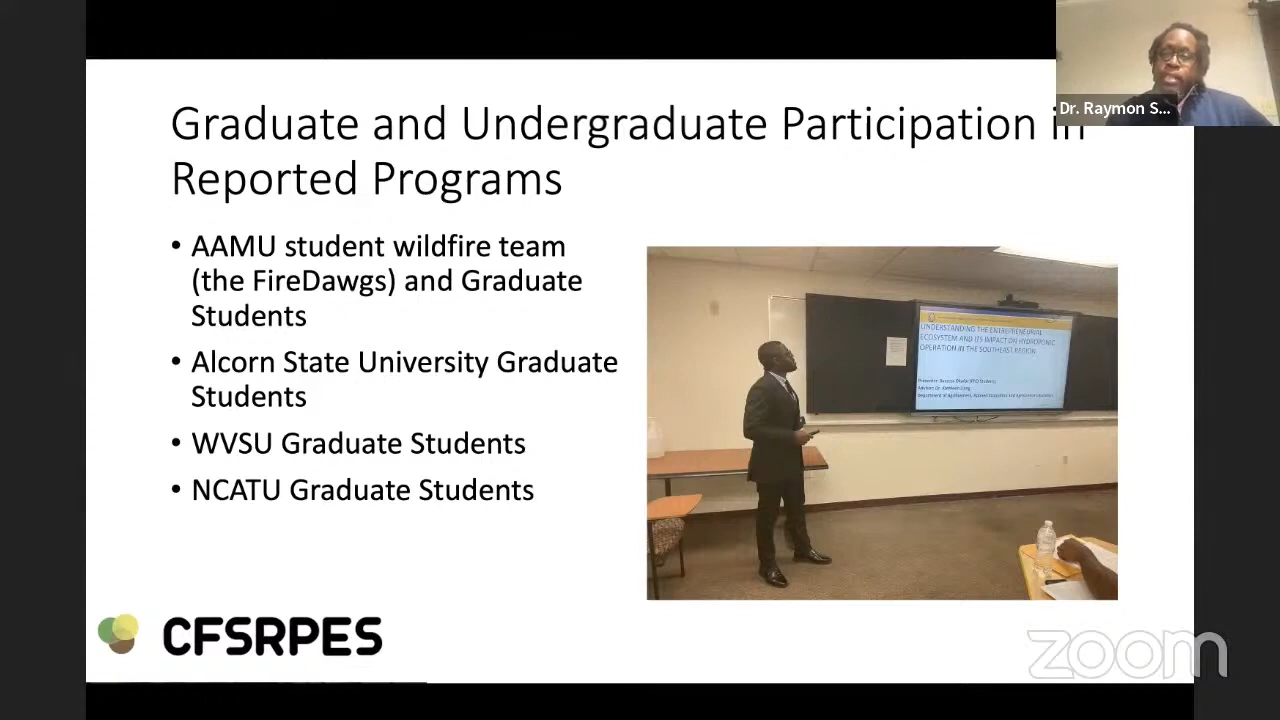 Dr. Raymon S...
Graduate and Undergraduate Participation in
Reported Programs
• AAMU student wildfire team
(the FireDawgs) and Graduate
Students
• Alcorn State University Graduate
Students
• WVSU Graduate Students
• NCATU Graduate Students
UNDERSTANDING THE ENTREPRENEURIAL
ECOSYSTEM AND ITS IMPACT ON HYDROPONIC
OPERATION IN THE SOUTHEAST REGION
CFSRPES
zoom